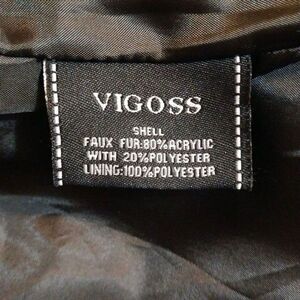 VIGOSS
SHELL
FAUX FUR:80%ACRYLIC
WITH 20%POLYESTER
LINING:100%POLYESTER